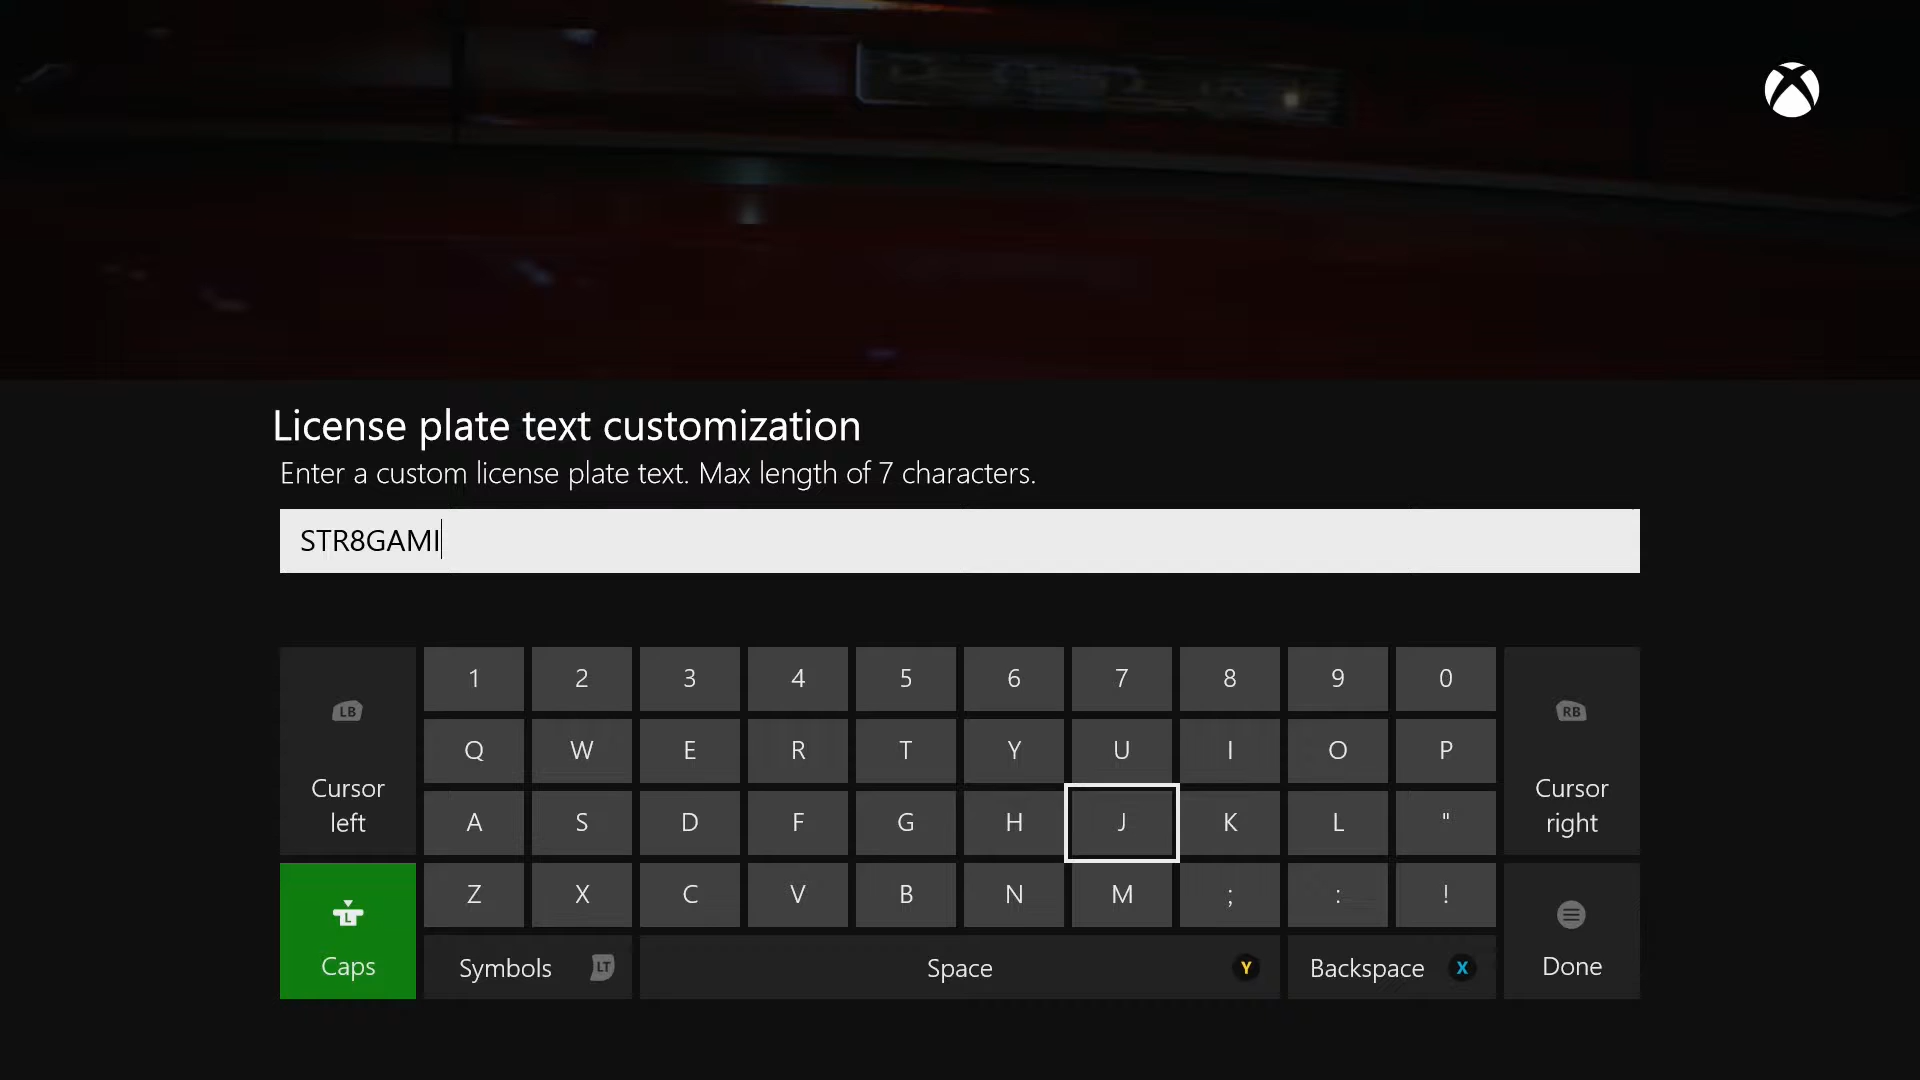 License plate text customization
Enter a custom license plate text. Max length of 7 characters.
STR8GAMI
LB
Cursor left
1 2 3 4 5 6 7 8 9 0
RB
Cursor right
Q W E R T Y U I O P
A S D F G H J K L "
L
Caps
Z X C V B N M ; : !
Done
Symbols LT
Space Y
Backspace X